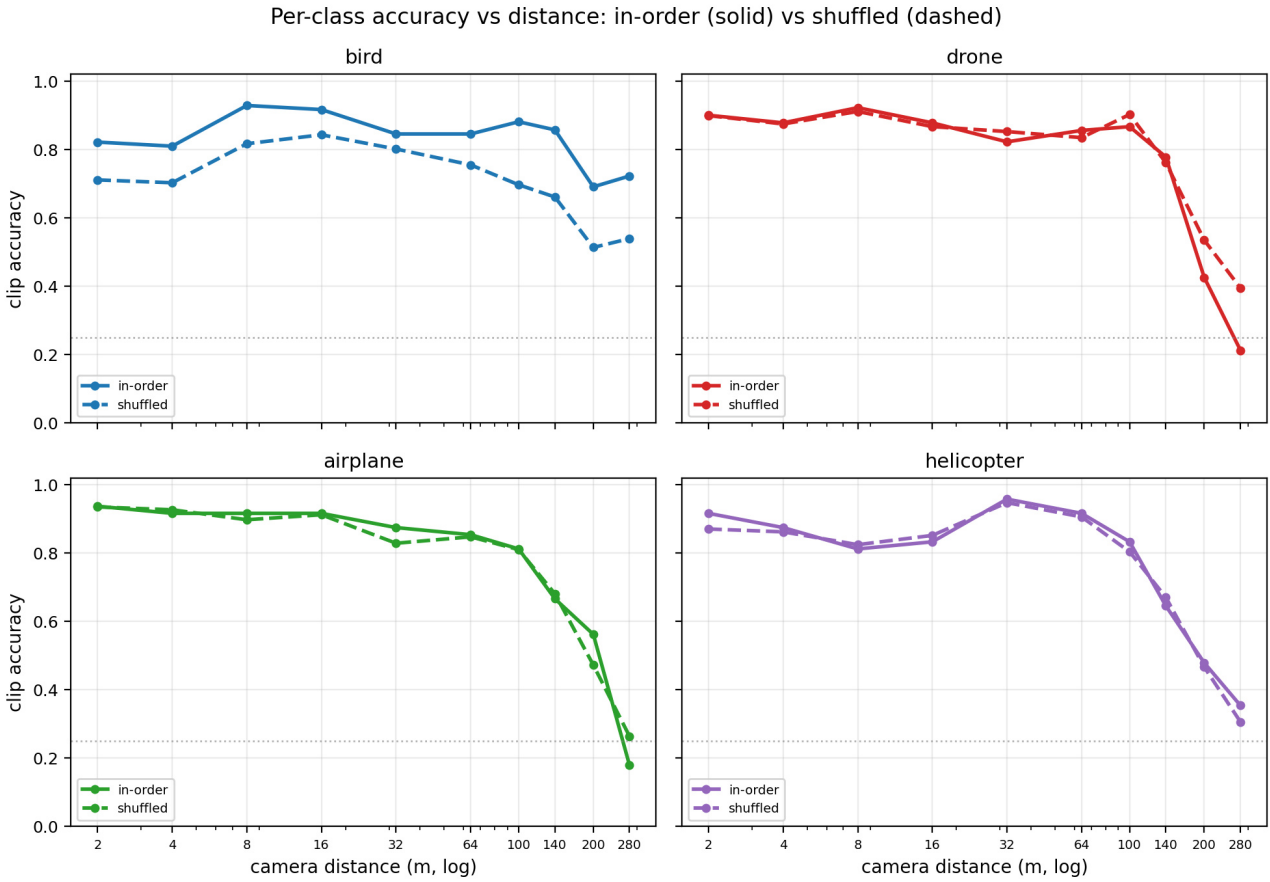 Per-class accuracy vs distance: in-order (solid) vs shuffled (dashed)
bird
drone
1.0
0.8
0.6
0.4
0.2
0.0
clip accuracy
in-order
shuffled
in-order
shuffled
airplane
helicopter
1.0
0.8
0.6
0.4
0.2
0.0
clip accuracy
in-order
shuffled
in-order
shuffled
2 4 8 16 32 64 100 140 200 280
2 4 8 16 32 64 100 140 200 280
camera distance (m, log)
camera distance (m, log)